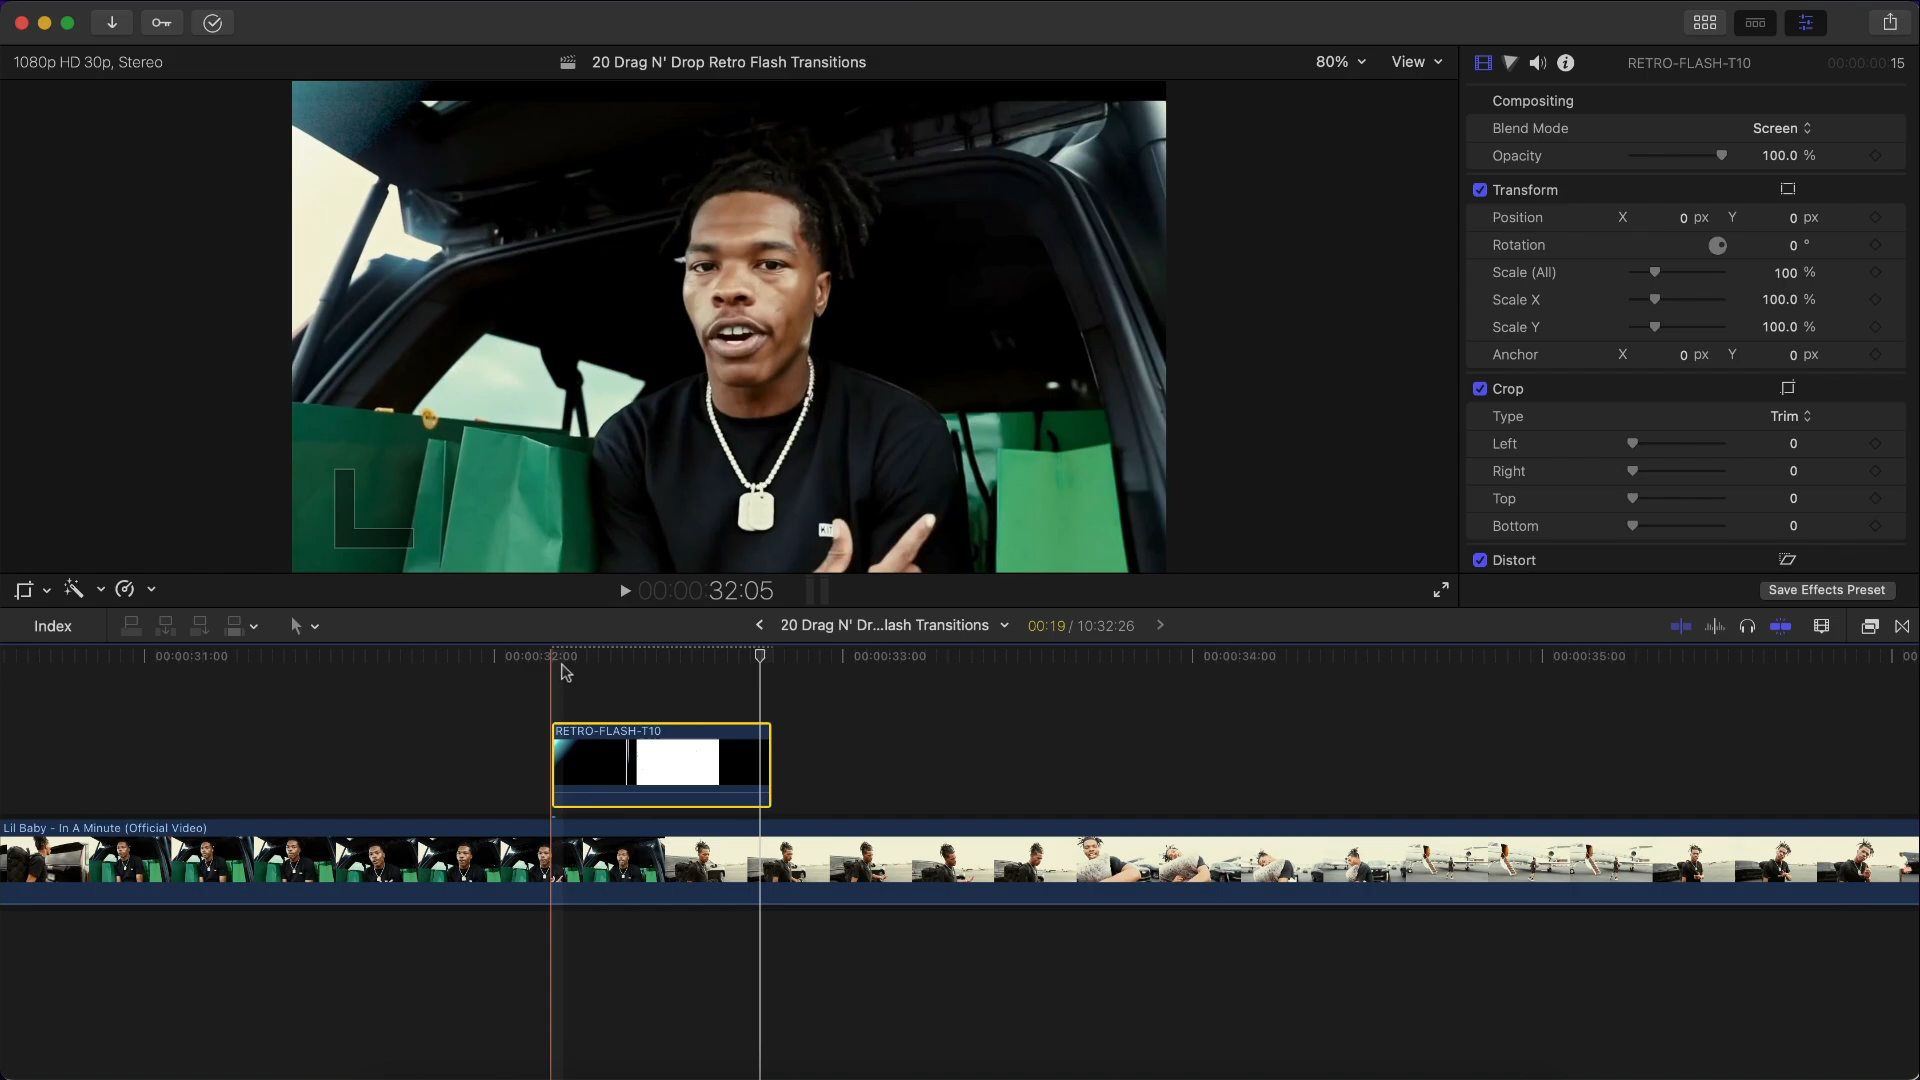 1080p HD 30p, Stereo
20 Drag N' Drop Retro Flash Transitions
80%
View
RETRO-FLASH-T10
00:00:00:15
Compositing
Blend Mode
Screen
Opacity
100.0 %
Transform
Position
X
0 px
Y
0 px
Rotation
0 °
Scale (All)
100 %
Scale X
100.0 %
Scale Y
100.0 %
Anchor
X
0 px
Y
0 px
Crop
Type
Trim
Left
0
Right
0
Top
0
Bottom
0
Distort
00:00:00:32:05
Save Effects Preset
Index
20 Drag N' Dr...lash Transitions
00:19 / 10:32:26
00:00:31:00
00:00:32:00
00:00:33:00
00:00:34:00
00:00:35:00
00
RETRO-FLASH-T10
Lil Baby - In A Minute (Official Video)